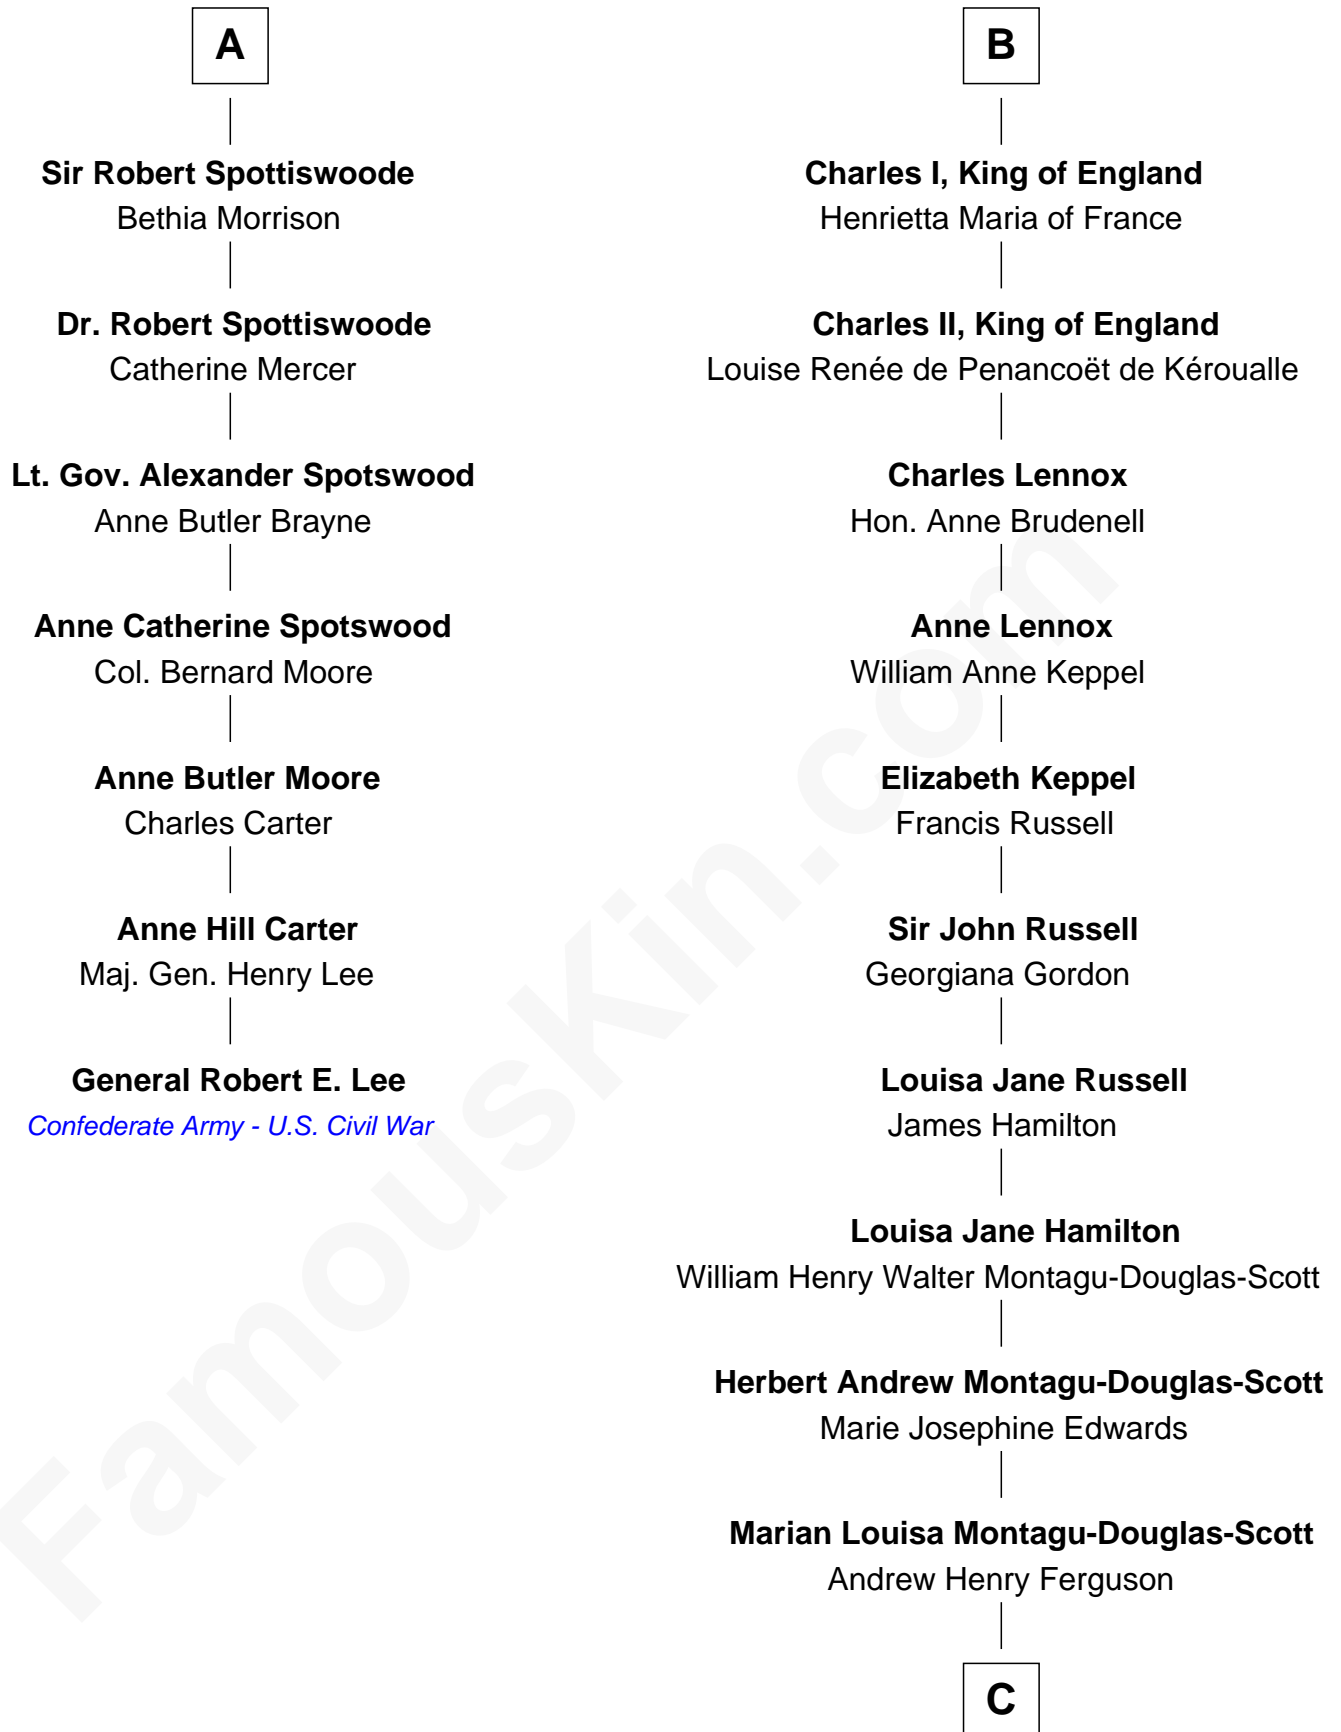 A
Sir Robert Spottiswoode
Bethia Morrison
Dr. Robert Spottiswoode
Catherine Mercer
Lt. Gov. Alexander Spotswood
Anne Butler Brayne
Anne Catherine Spotswood
Col. Bernard Moore
Anne Butler Moore
Charles Carter
Anne Hill Carter
Maj. Gen. Henry Lee
General Robert E. Lee
Confederate Army - U.S. Civil War
B
Charles I, King of England
Henrietta Maria of France
Charles II, King of England
Louise Renée de Penancoët de Kéroualle
Charles Lennox
Hon. Anne Brudenell
Anne Lennox
William Anne Keppel
Elizabeth Keppel
Francis Russell
Sir John Russell
Georgiana Gordon
Louisa Jane Russell
James Hamilton
Louisa Jane Hamilton
William Henry Walter Montagu-Douglas-Scott
Herbert Andrew Montagu-Douglas-Scott
Marie Josephine Edwards
Marian Louisa Montagu-Douglas-Scott
Andrew Henry Ferguson
C
FamousKin.com